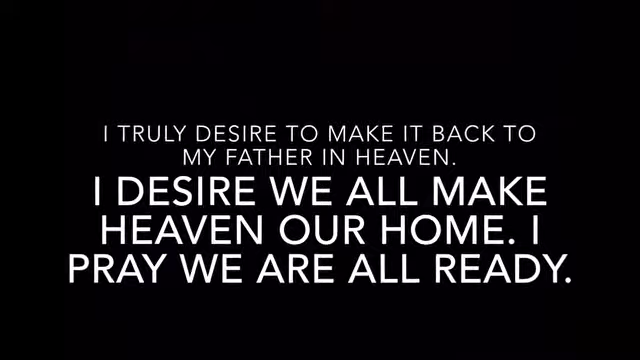 I TRULY DESIRE TO MAKE IT BACK TO
MY FATHER IN HEAVEN.
I DESIRE WE ALL MAKE
HEAVEN OUR HOME. I
PRAY WE ARE ALL READY.